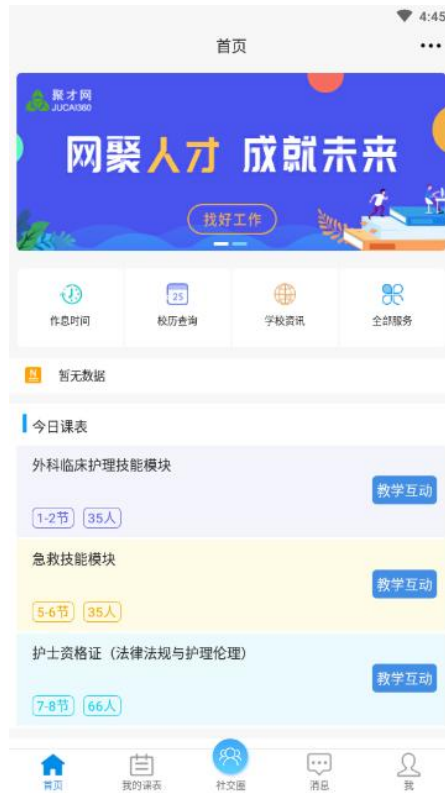 4:45
首页
聚才网
JUCAI360
网聚人才 成就未来
找好工作
25
作息时间 校历查询 学校资讯 全部服务
N
暂无数据
今日课表
外科临床护理技能模块
教学互动
1-2节 35人
急救技能模块
教学互动
5-6节 35人
护士资格证（法律法规与护理伦理）
教学互动
7-8节 66人
首页 我的课表 社交圈 消息 我